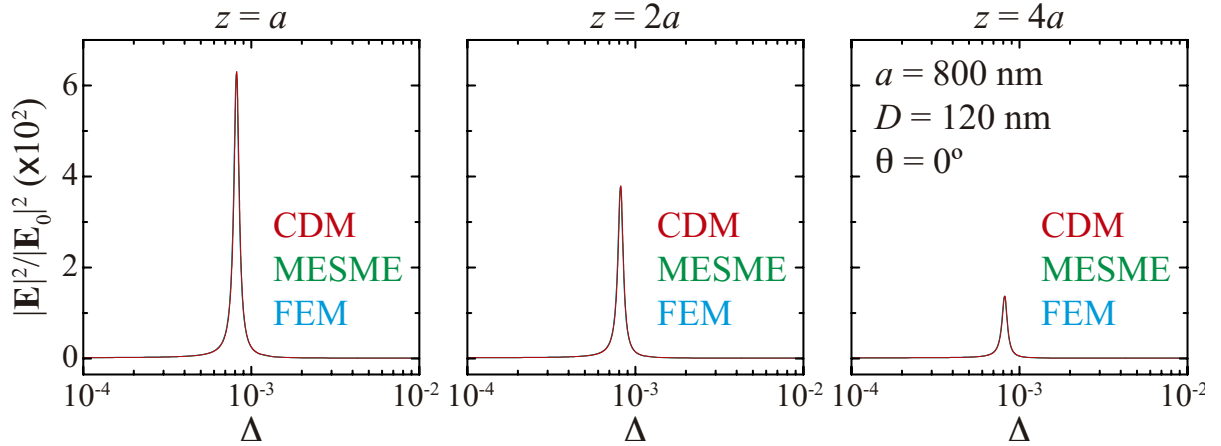 z = a
z = 2a
z = 4a
|E|²/|E₀|² (x10²)
6
4
2
0
CDM
MESME
FEM
CDM
MESME
FEM
a = 800 nm
D = 120 nm
θ = 0º
CDM
MESME
FEM
10⁻⁴ 10⁻³ 10⁻² 10⁻⁴ 10⁻³ 10⁻² 10⁻⁴ 10⁻³ 10⁻²
Δ Δ Δ